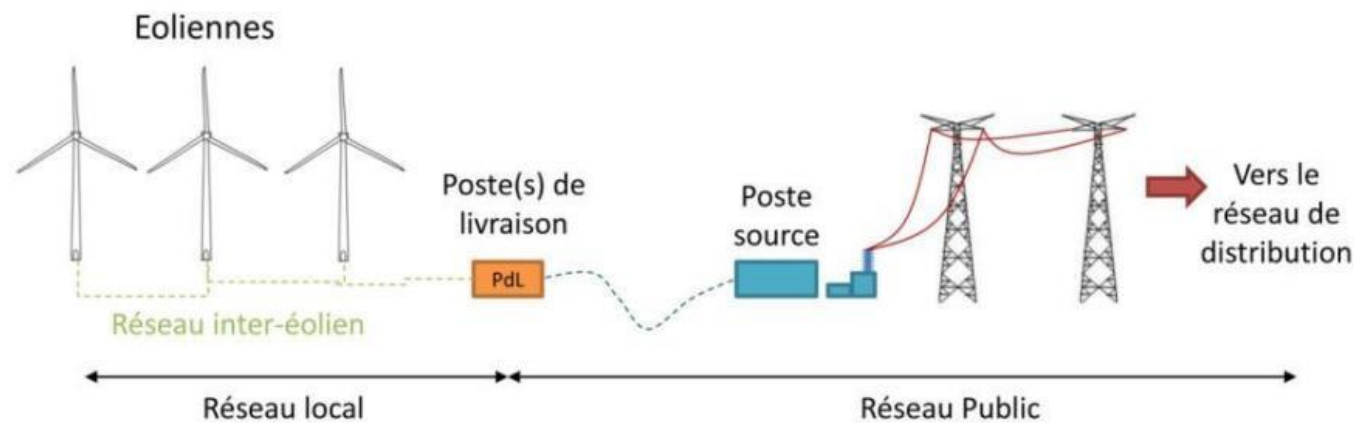 Eoliennes
Poste(s) de
livraison
Poste
source
Vers le
réseau de
distribution
PdL
Réseau inter-éolien
Réseau local
Réseau Public